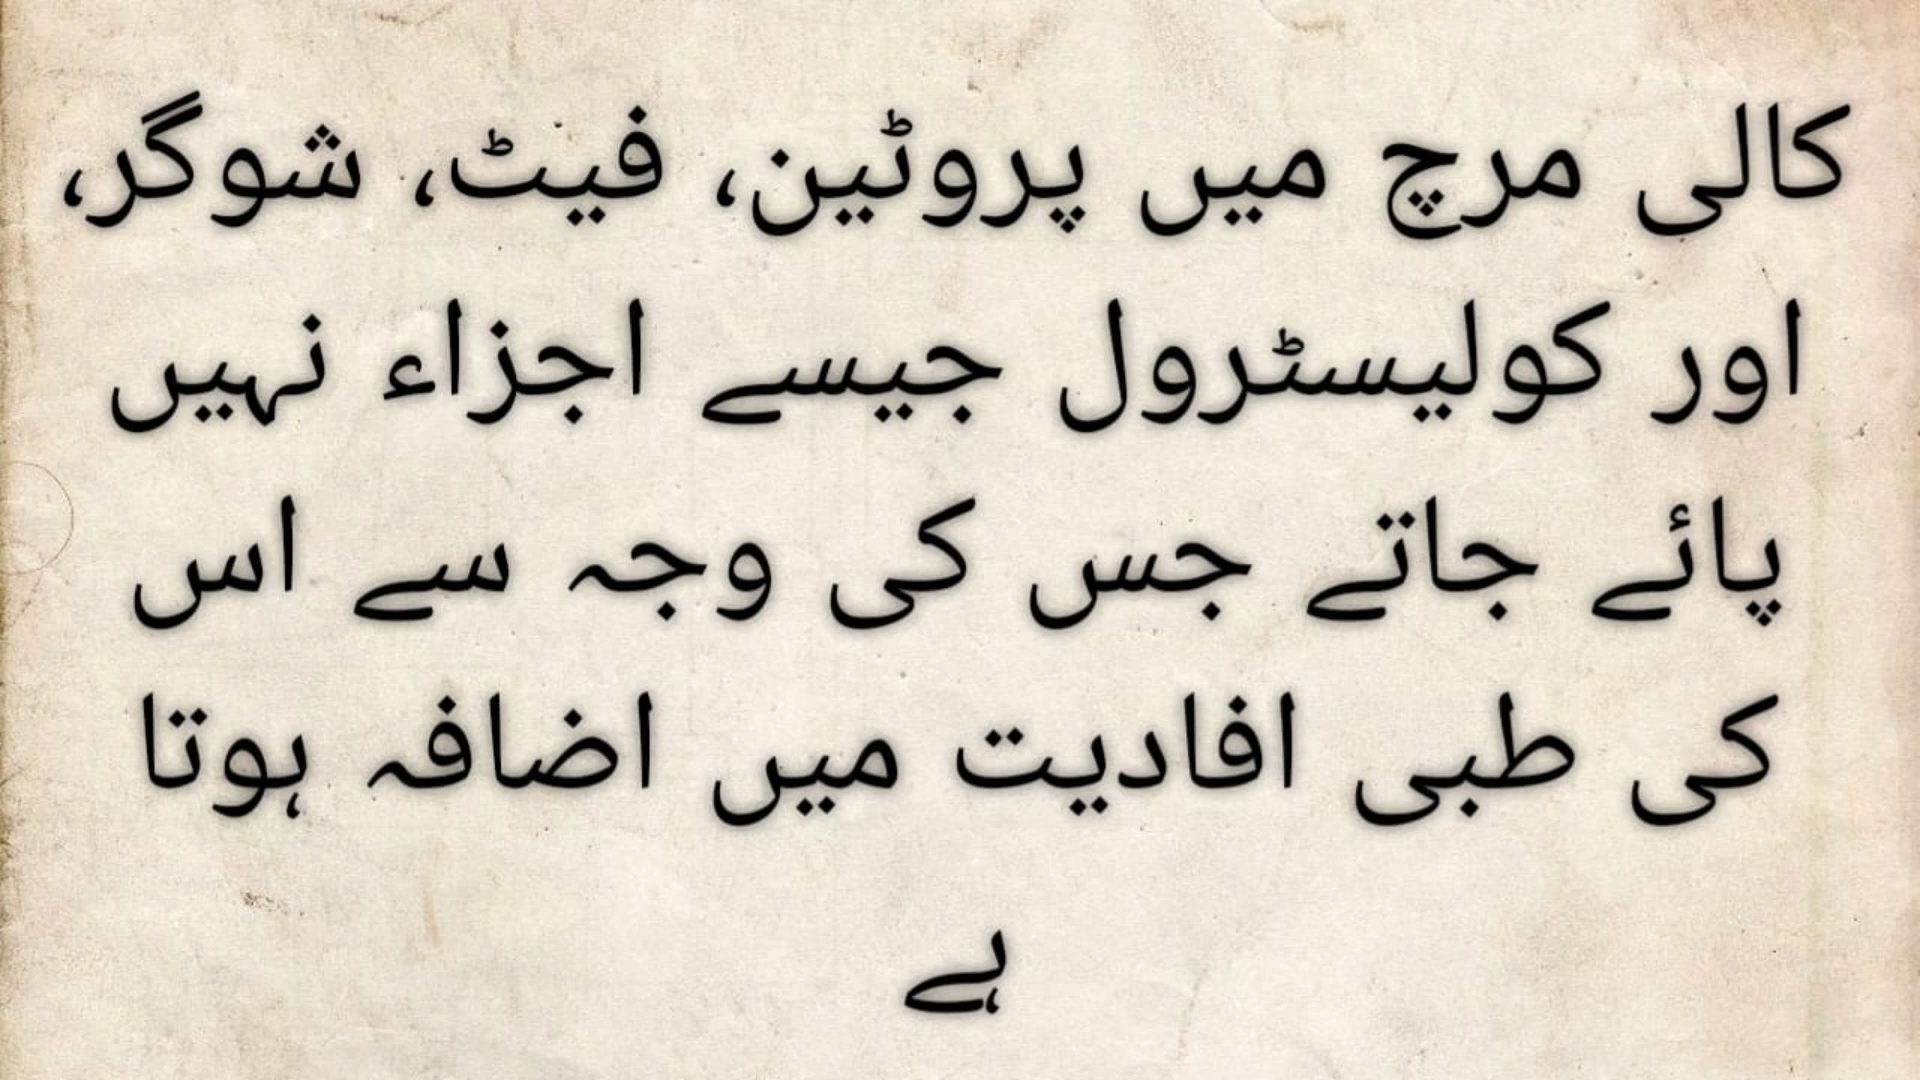 کالی مرچ میں پروٹین، فیٹ، شوگر،
اور کولیسٹرول جیسے اجزاء نہیں
پائے جاتے جس کی وجہ سے اس
کی طبی افادیت میں اضافہ ہوتا
ہے